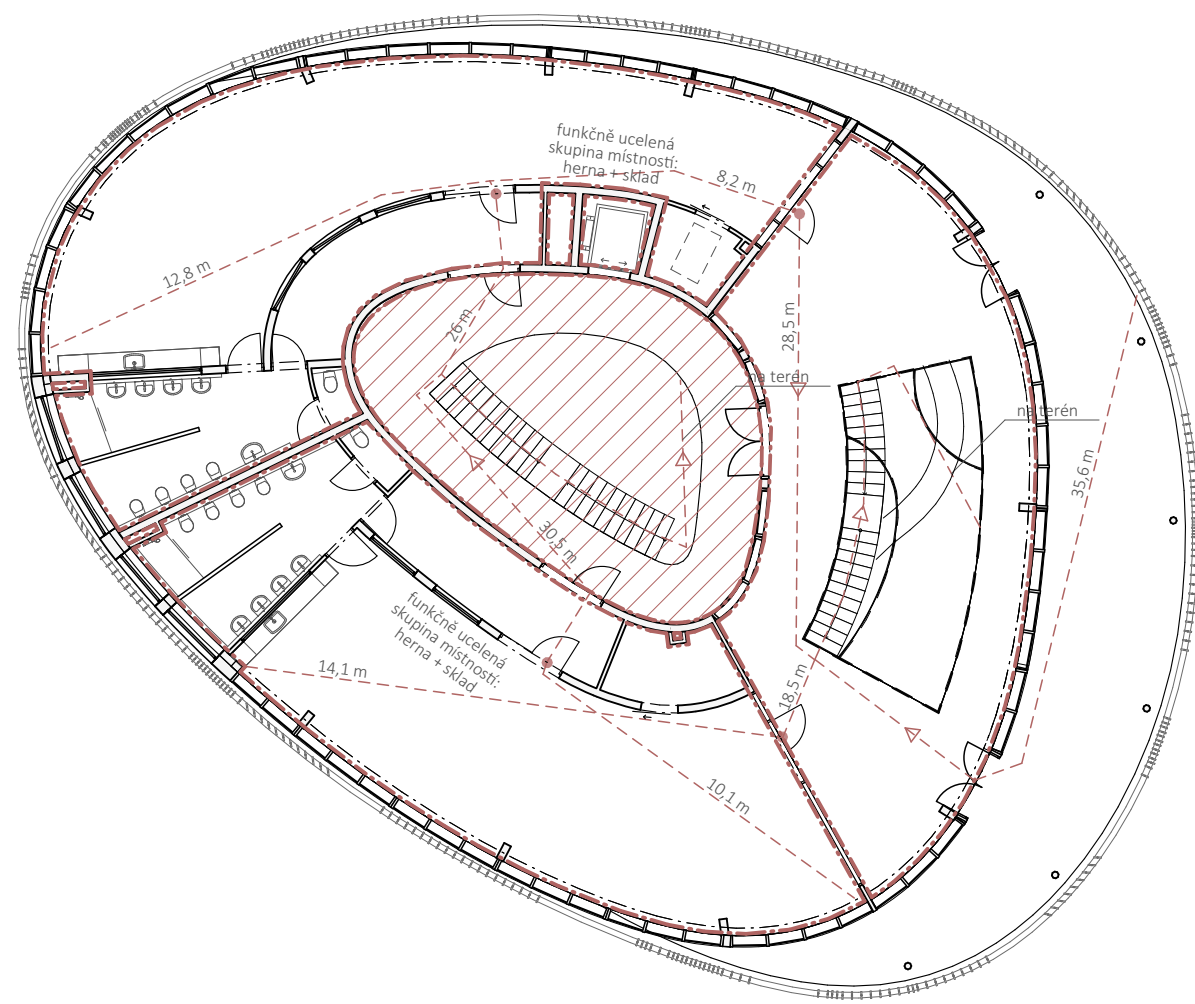 funkčně ucelená
skupina místností:
herna + sklad
8,2 m
12,8 m
26 m
28,5 m
na terén
na terén
35,6 m
30,5 m
funkčně ucelená
skupina místností:
herna + sklad
14,1 m
18,5 m
10,1 m